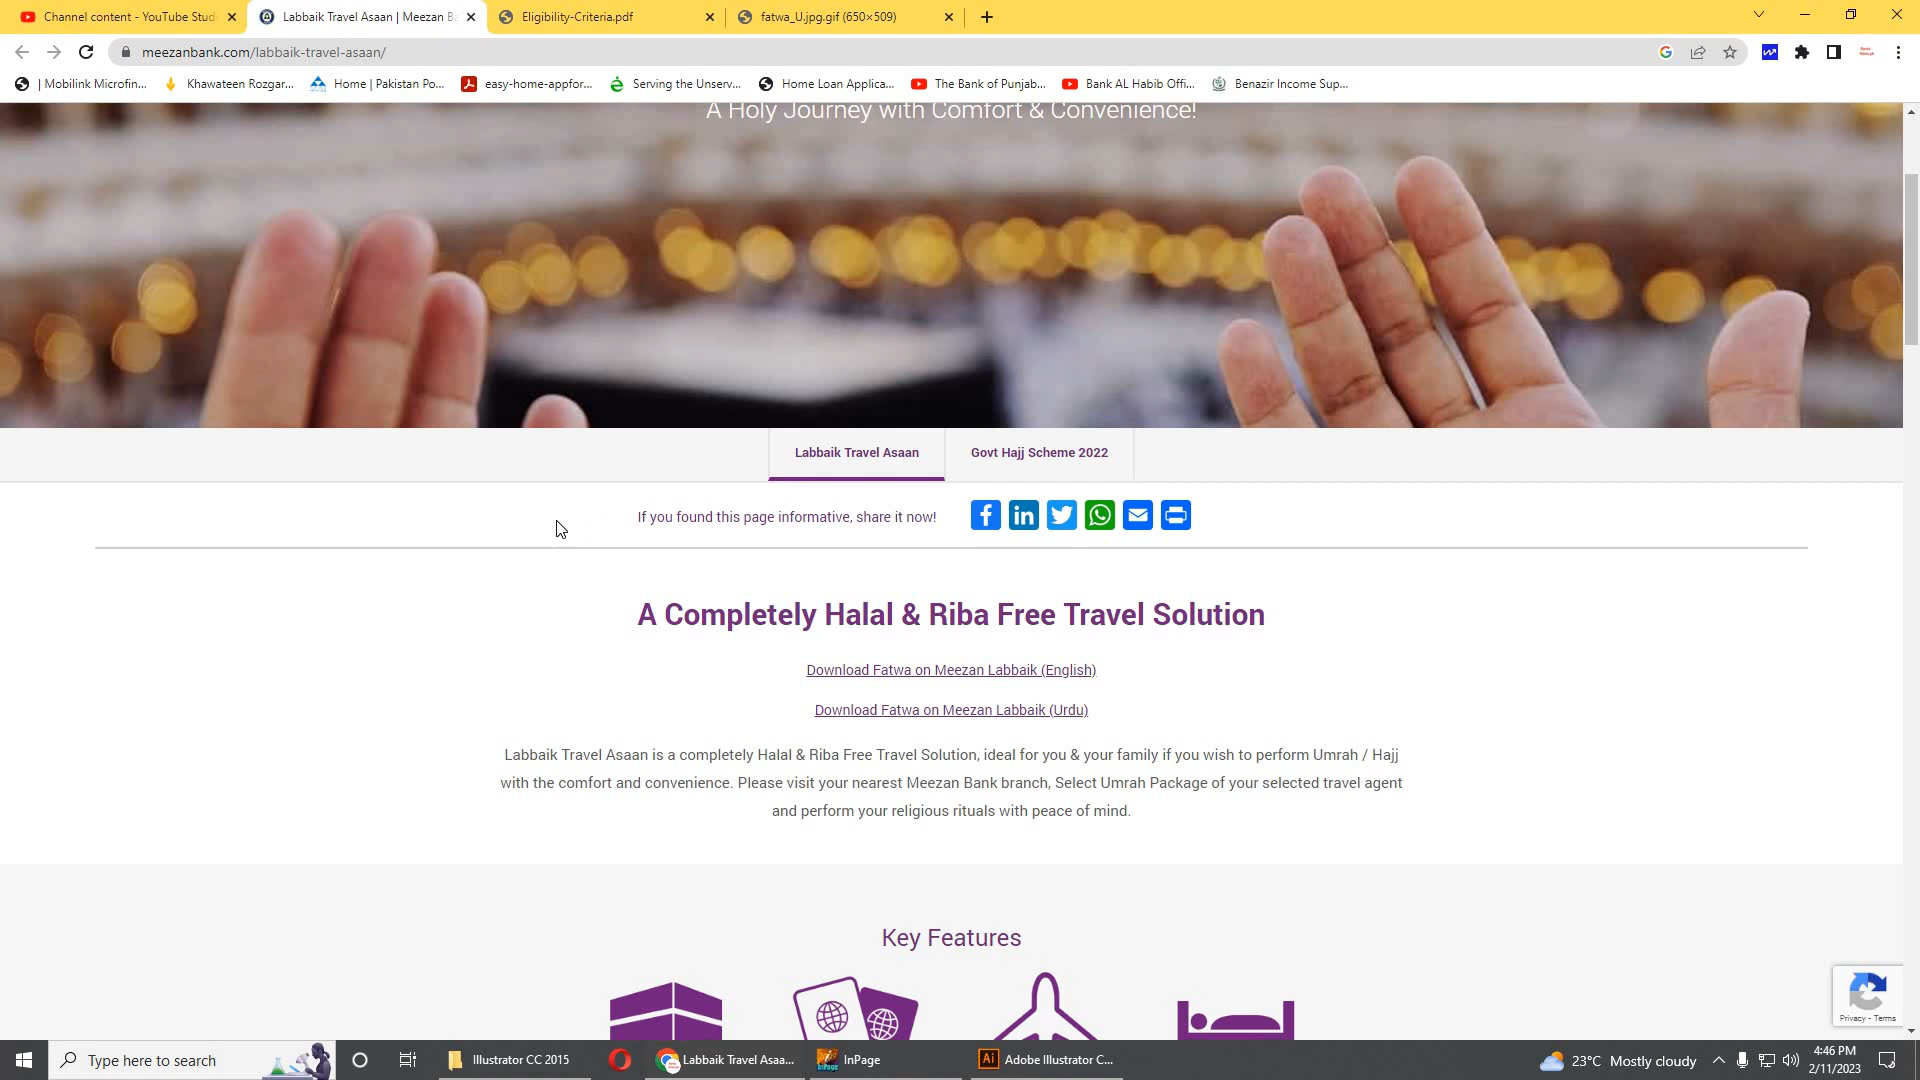 Channel content - YouTube Stud
Labbaik Travel Asaan | Meezan Ba
Eligibility-Criteria.pdf
fatwa_U.jpg.gif (650×509)
meezanbank.com/labbaik-travel-asaan/
| Mobilink Microfin...
Khawateen Rozgar...
Home | Pakistan Po...
easy-home-appfor...
Serving the Unserv...
Home Loan Applica...
The Bank of Punjab...
Bank AL Habib Offi...
Benazir Income Sup...
A Holy Journey with Comfort & Convenience!
Labbaik Travel Asaan
Govt Hajj Scheme 2022
If you found this page informative, share it now!
A Completely Halal & Riba Free Travel Solution
Download Fatwa on Meezan Labbaik (English)
Download Fatwa on Meezan Labbaik (Urdu)
Labbaik Travel Asaan is a completely Halal & Riba Free Travel Solution, ideal for you & your family if you wish to perform Umrah / Hajj
with the comfort and convenience. Please visit your nearest Meezan Bank branch, Select Umrah Package of your selected travel agent
and perform your religious rituals with peace of mind.
Key Features
Privacy - Terms
Type here to search
Illustrator CC 2015
Labbaik Travel Asaa...
InPage
Adobe Illustrator C...
23°C Mostly cloudy
4:46 PM
2/11/2023